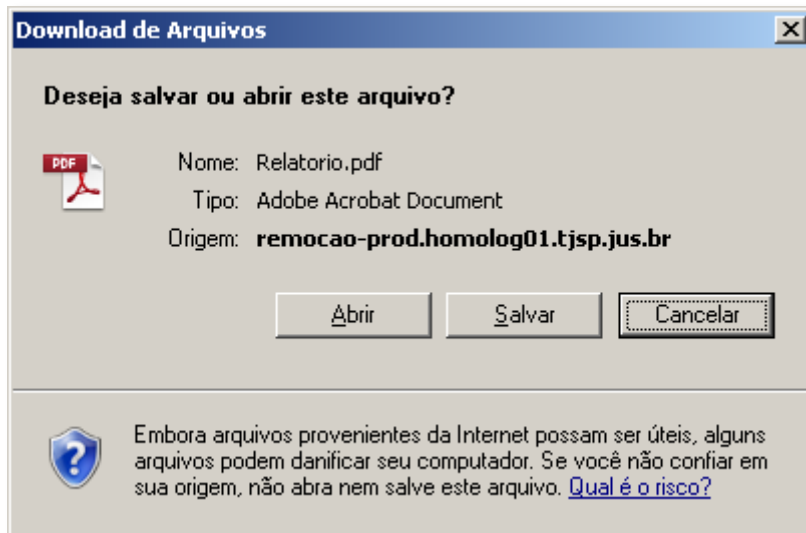 Download de Arquivos
Deseja salvar ou abrir este arquivo?
PDF
Nome: Relatorio.pdf
Tipo: Adobe Acrobat Document
Origem: remocao-prod.homolog01.tjsp.jus.br
Abrir Salvar Cancelar
Embora arquivos provenientes da Internet possam ser úteis, alguns
arquivos podem danificar seu computador. Se você não confiar em
sua origem, não abra nem salve este arquivo. Qual é o risco?